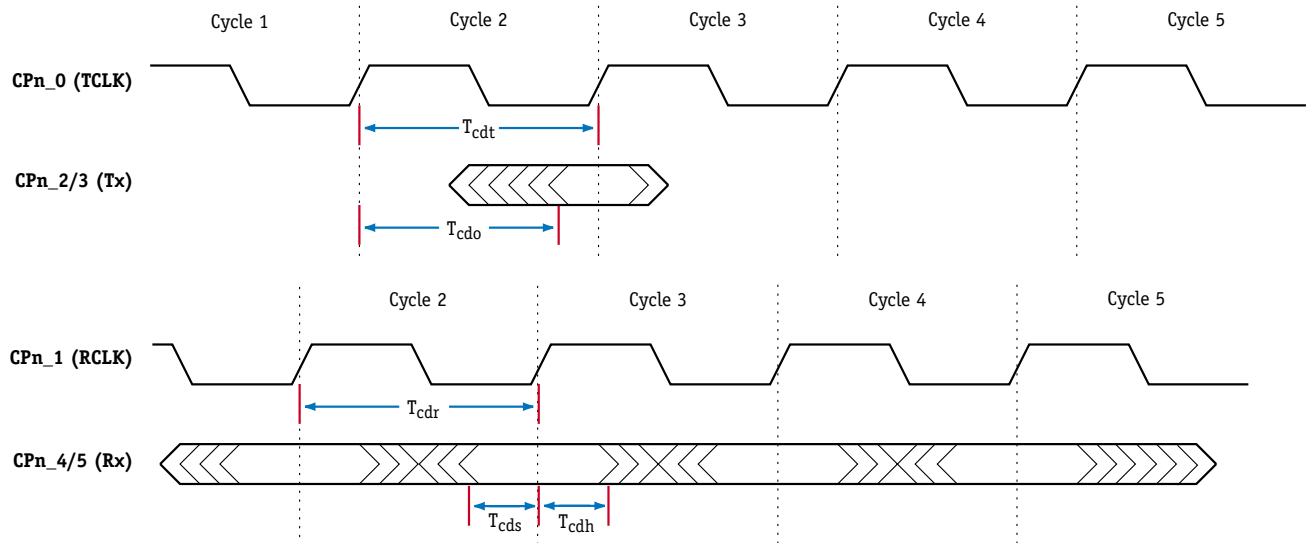 Cycle 1 Cycle 2 Cycle 3 Cycle 4 Cycle 5
CPn_0 (TCLK)
Tcdt
CPn_2/3 (Tx)
Tcdo
Cycle 2 Cycle 3 Cycle 4 Cycle 5
CPn_1 (RCLK)
Tcdr
CPn_4/5 (Rx)
Tcds Tcdh